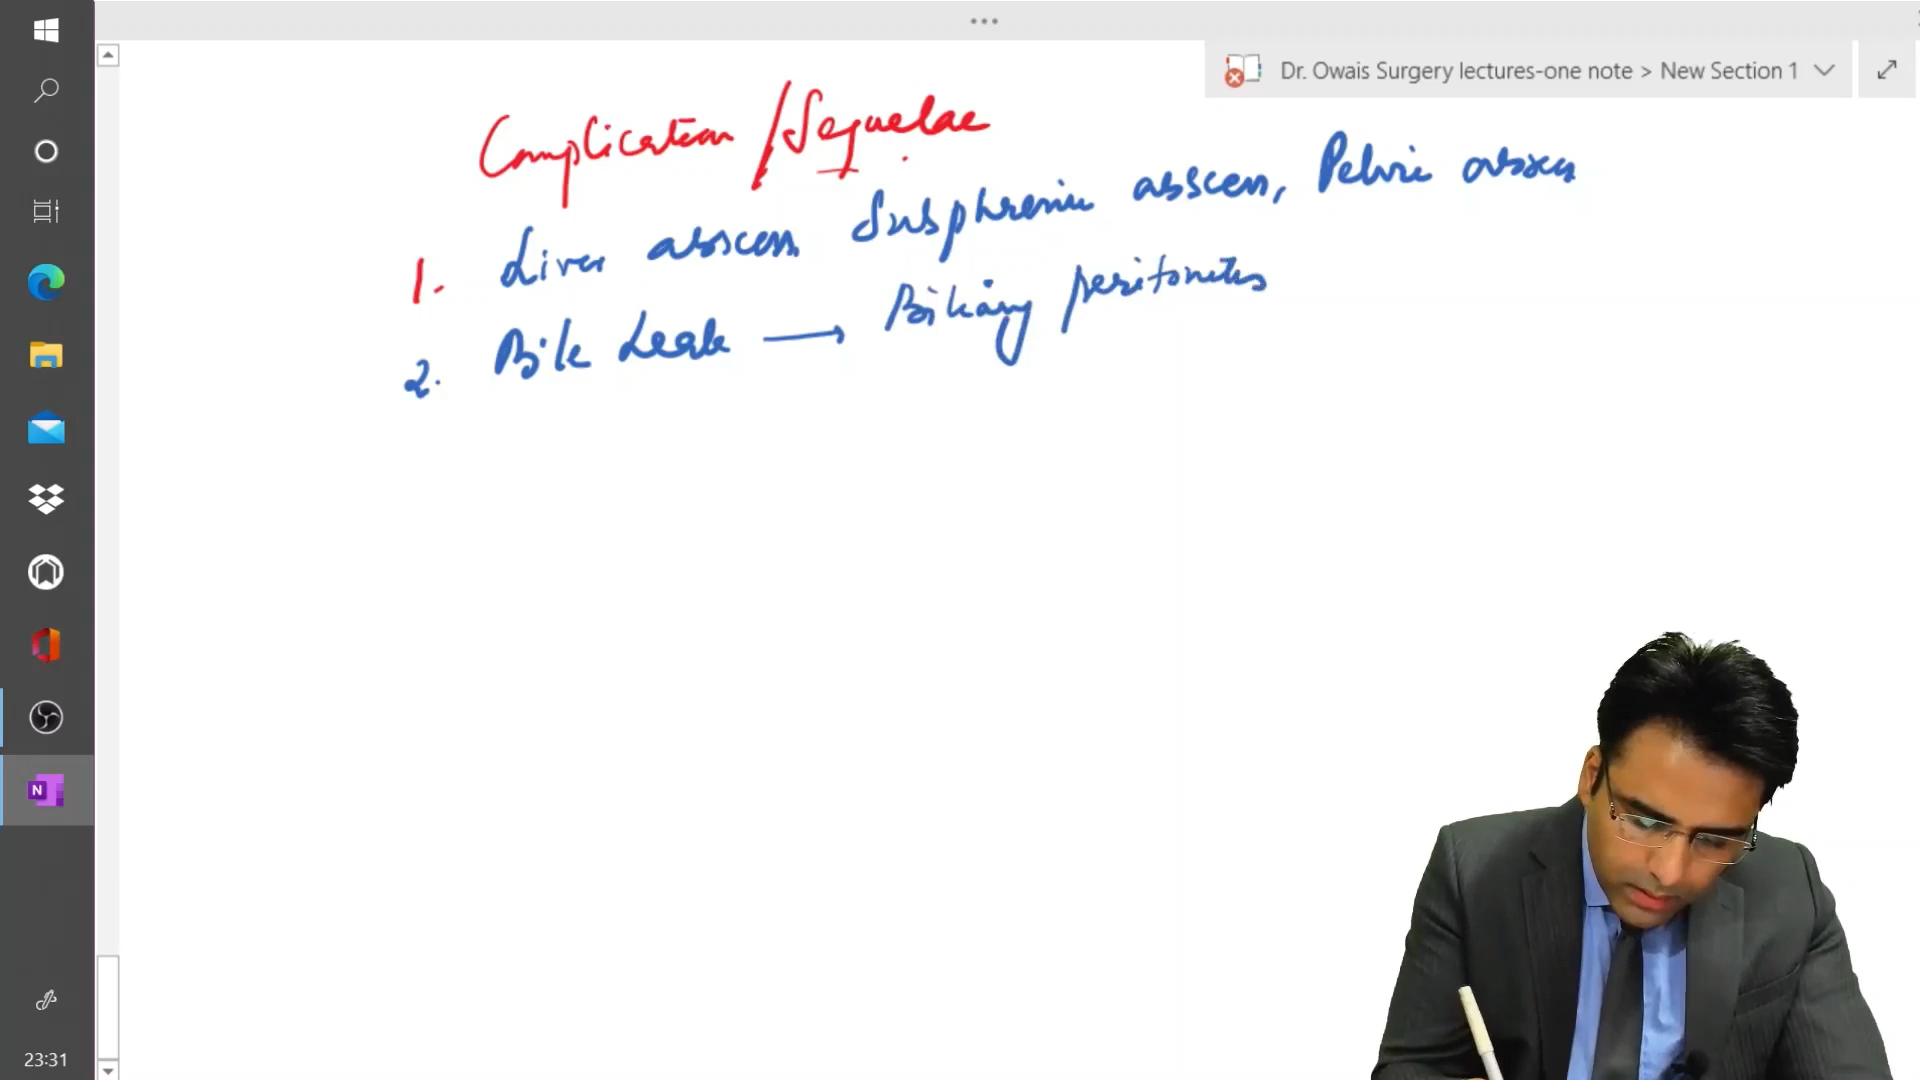 Dr. Owais Surgery lectures-one note > New Section 1
Complication / Sequelae
1. Liver abscess Subphrenic abscess, Pelvic abscess
2. Bile Leak → Biliary peritonitis
N
23:31